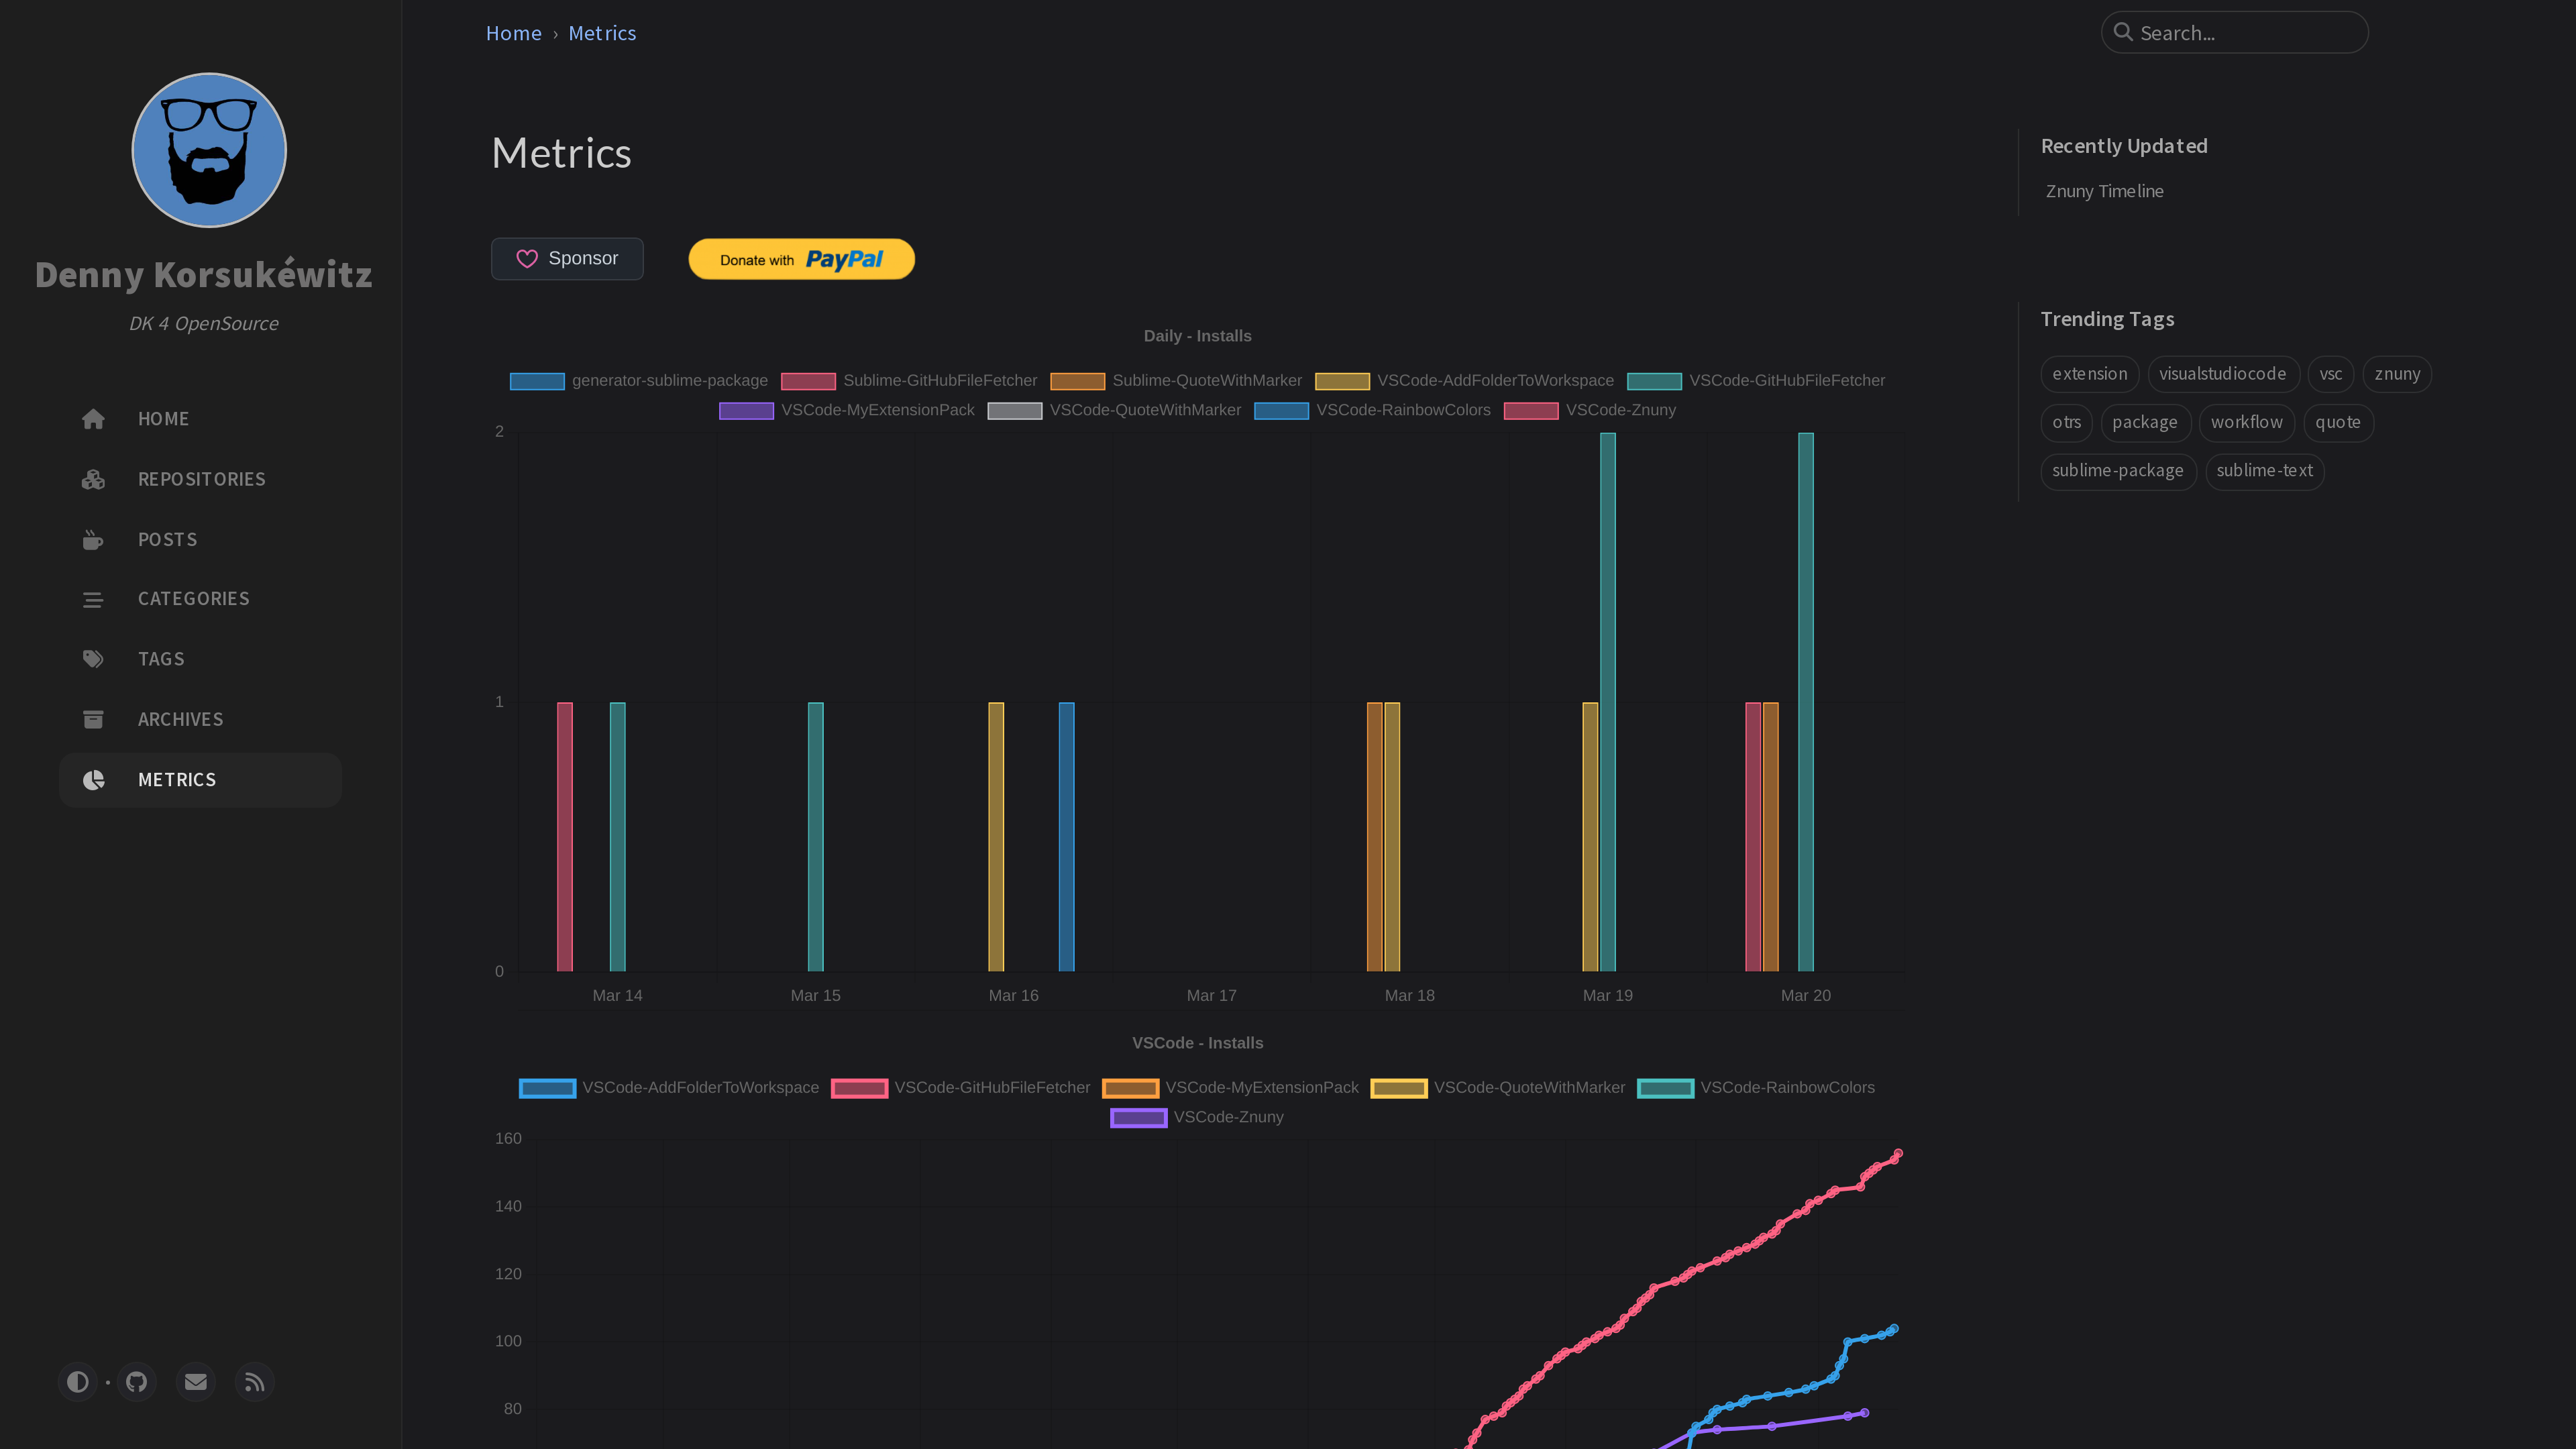 Denny Korsukéwitz
DK 4 OpenSource
HOME
REPOSITORIES
POSTS
CATEGORIES
TAGS
ARCHIVES
METRICS
Home › Metrics
Search...
Metrics
Sponsor
Donate with PayPal
Daily - Installs
generator-sublime-package Sublime-GitHubFileFetcher Sublime-QuoteWithMarker VSCode-AddFolderToWorkspace VSCode-GitHubFileFetcher
VSCode-MyExtensionPack VSCode-QuoteWithMarker VSCode-RainbowColors VSCode-Znuny
2
1
0
Mar 14 Mar 15 Mar 16 Mar 17 Mar 18 Mar 19 Mar 20
VSCode - Installs
VSCode-AddFolderToWorkspace VSCode-GitHubFileFetcher VSCode-MyExtensionPack VSCode-QuoteWithMarker VSCode-RainbowColors
VSCode-Znuny
160
140
120
100
80
Recently Updated
Znuny Timeline
Trending Tags
extension visualstudiocode vsc znuny
otrs package workflow quote
sublime-package sublime-text